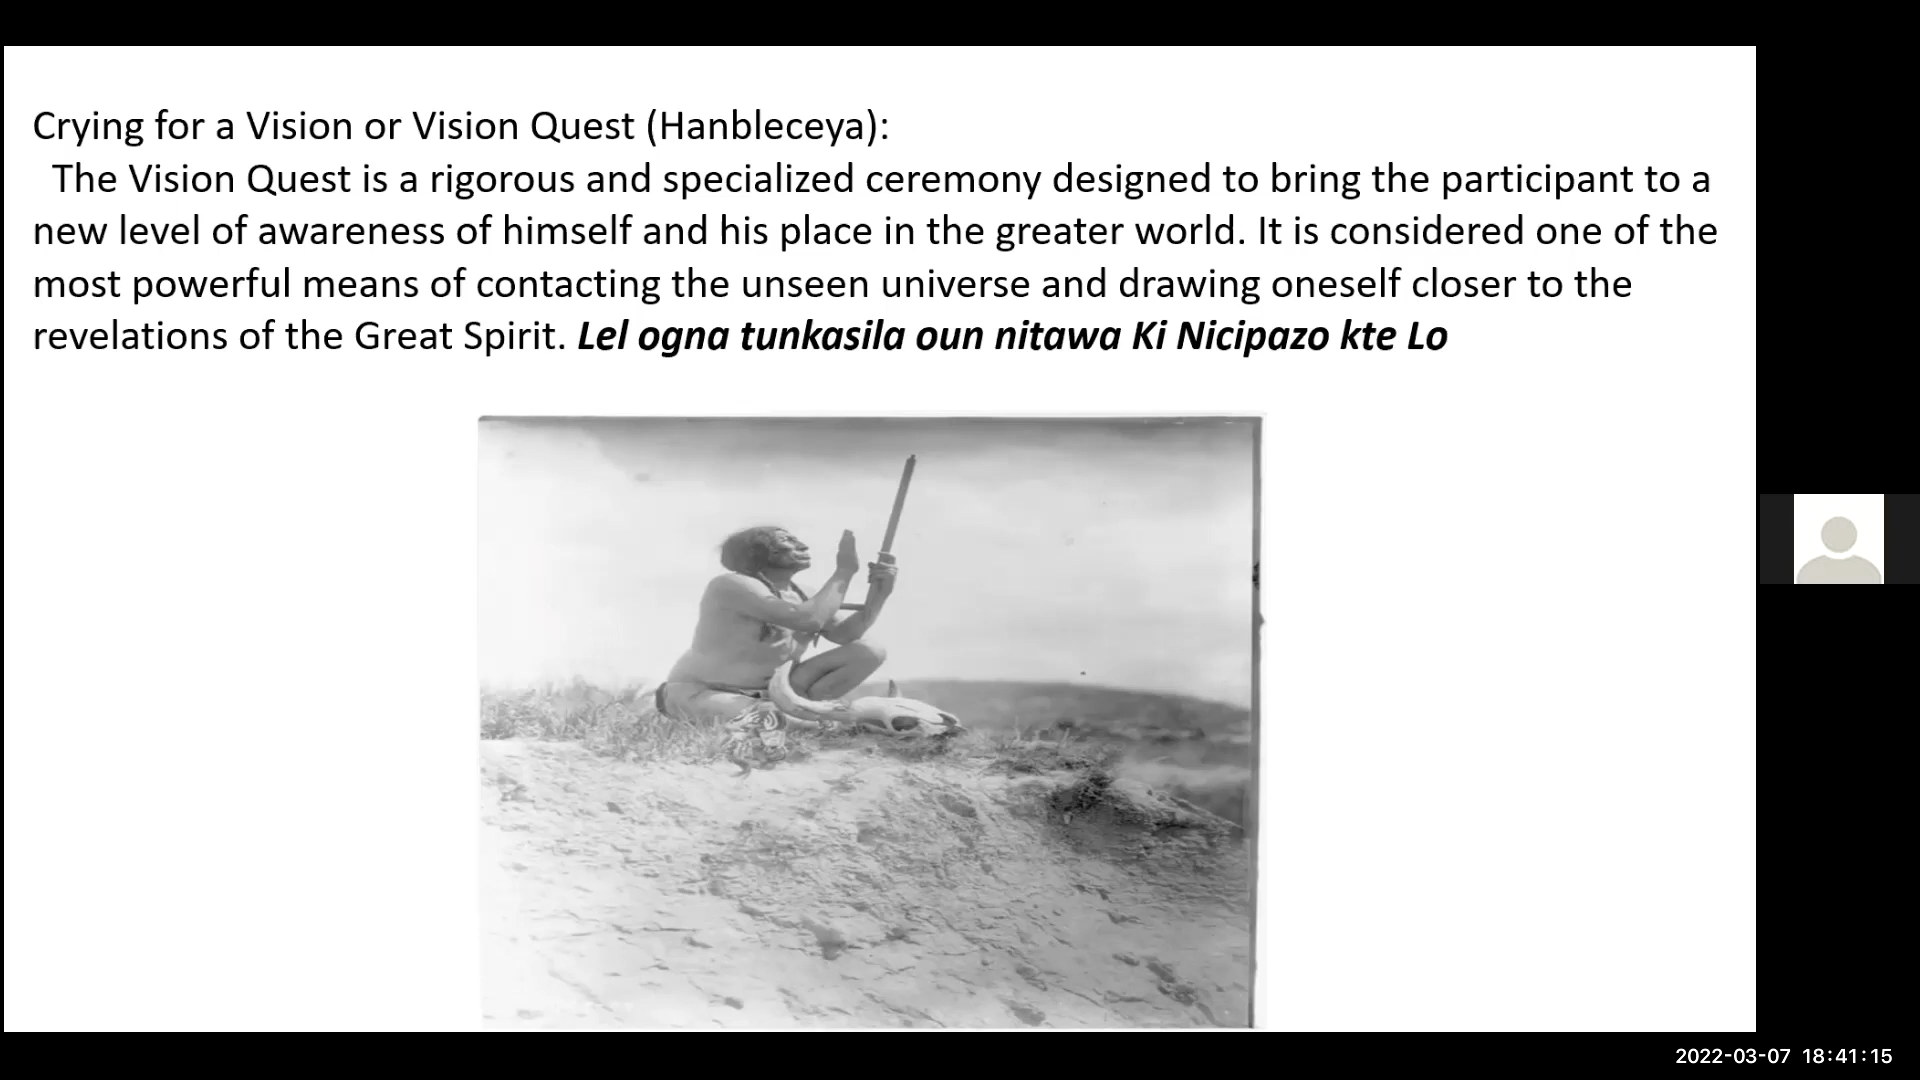 Crying for a Vision or Vision Quest (Hanbleceya):
The Vision Quest is a rigorous and specialized ceremony designed to bring the participant to a
new level of awareness of himself and his place in the greater world. It is considered one of the
most powerful means of contacting the unseen universe and drawing oneself closer to the
revelations of the Great Spirit. Lel ogna tunkasila oun nitawa Ki Nicipazo kte Lo
2022-03-07 18:41:15